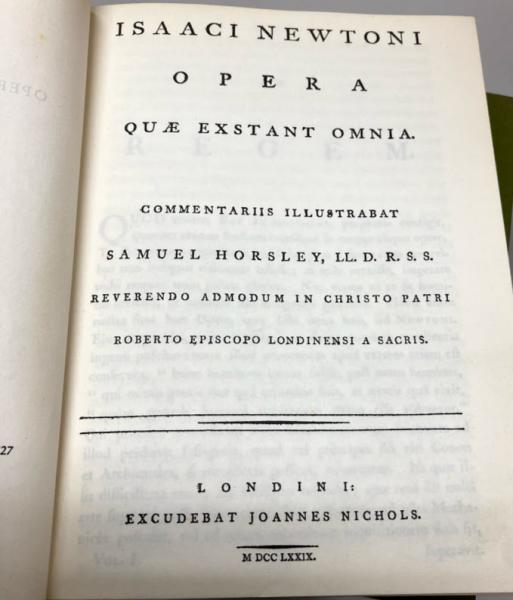 ISAACI NEWTONI
OPERA
QUÆ EXSTANT OMNIA.
COMMENTARIIS ILLUSTRABAT
SAMUEL HORSLEY, LL. D. R. S. S.
REVERENDO ADMODUM IN CHRISTO PATRI
ROBERTO EPISCOPO LONDINENSI A SACRIS.
LONDINI:
EXCUDEBAT JOANNES NICHOLS.
M DCC LXXIX.
27